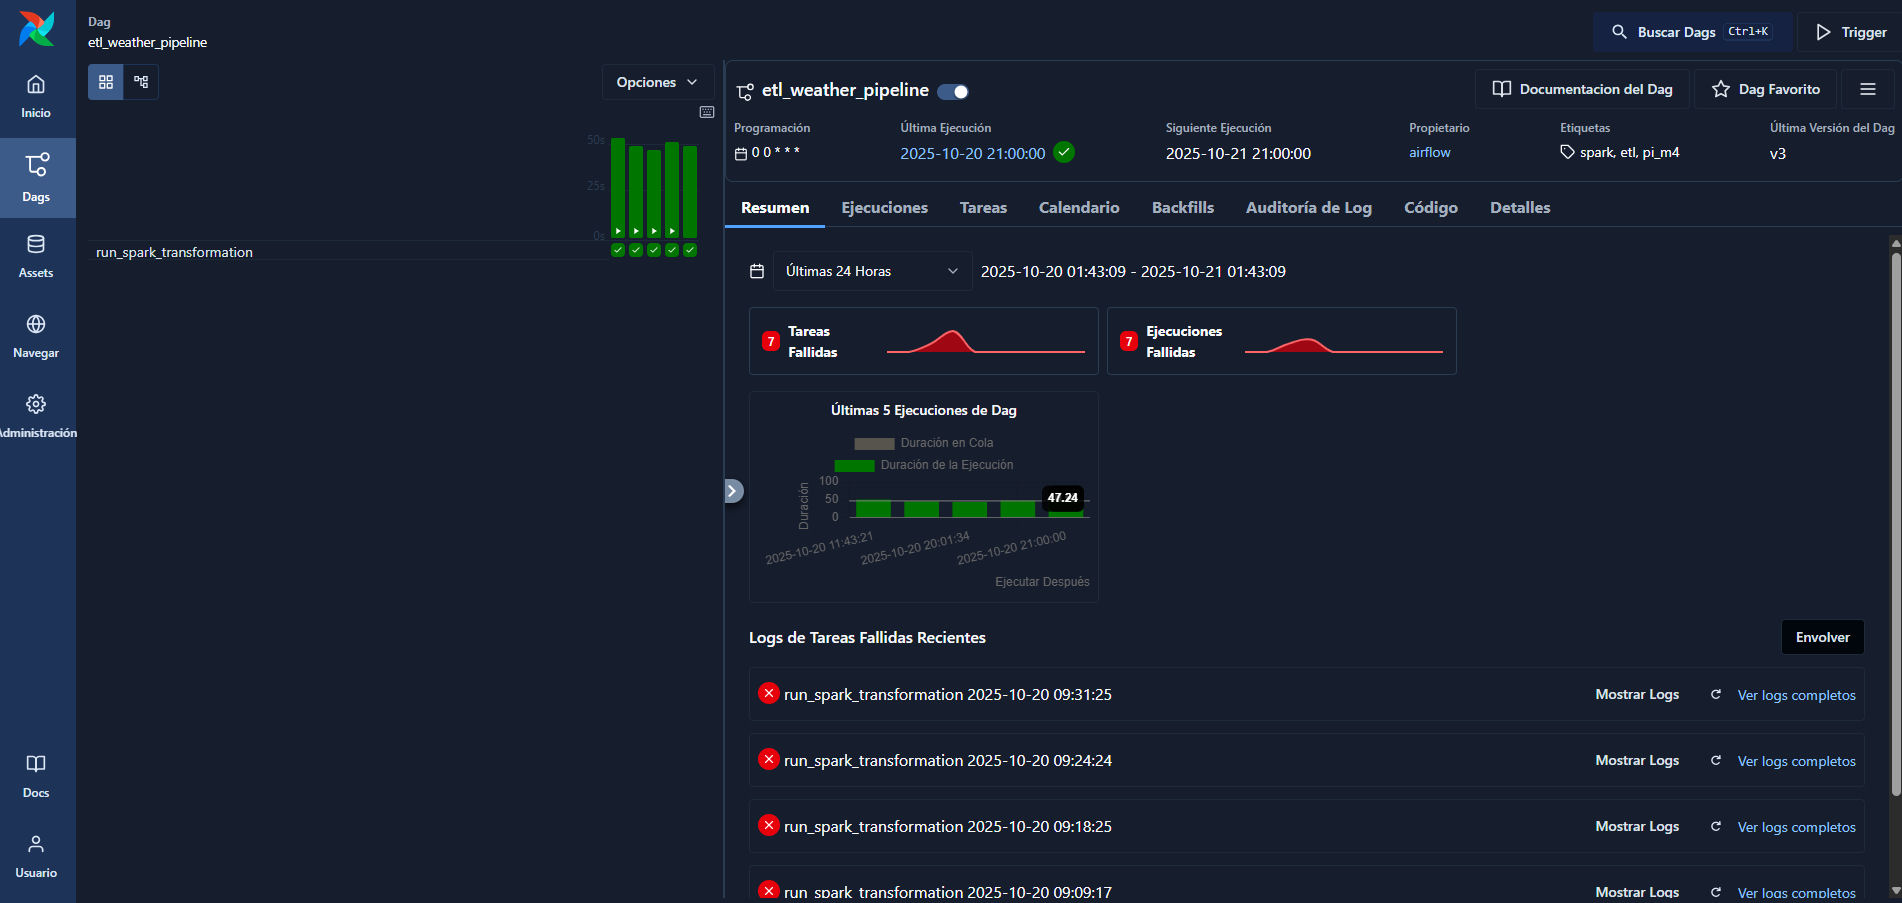 Dag
etl_weather_pipeline
Buscar Dags Ctrl+K
Trigger
Inicio
Dags
Assets
Navegar
Administración
Docs
Usuario
Opciones
50s
25s
0s
run_spark_transformation
etl_weather_pipeline
Documentacion del Dag
Dag Favorito
Programación
0 0 * * *
Última Ejecución
2025-10-20 21:00:00
Siguiente Ejecución
2025-10-21 21:00:00
Propietario
airflow
Etiquetas
spark, etl, pi_m4
Última Versión del Dag
v3
Resumen Ejecuciones Tareas Calendario Backfills Auditoría de Log Código Detalles
Últimas 24 Horas 2025-10-20 01:43:09 - 2025-10-21 01:43:09
7 Tareas
Fallidas
7 Ejecuciones
Fallidas
Últimas 5 Ejecuciones de Dag
Duración en Cola
Duración de la Ejecución
Duración
100
50
0
47.24
2025-10-20 11:43:21
2025-10-20 20:01:34
2025-10-20 21:00:00
Ejecutar Después
Logs de Tareas Fallidas Recientes
Envolver
run_spark_transformation 2025-10-20 09:31:25 Mostrar Logs Ver logs completos
run_spark_transformation 2025-10-20 09:24:24 Mostrar Logs Ver logs completos
run_spark_transformation 2025-10-20 09:18:25 Mostrar Logs Ver logs completos
run_spark_transformation 2025-10-20 09:09:17 Mostrar Logs Ver logs completos